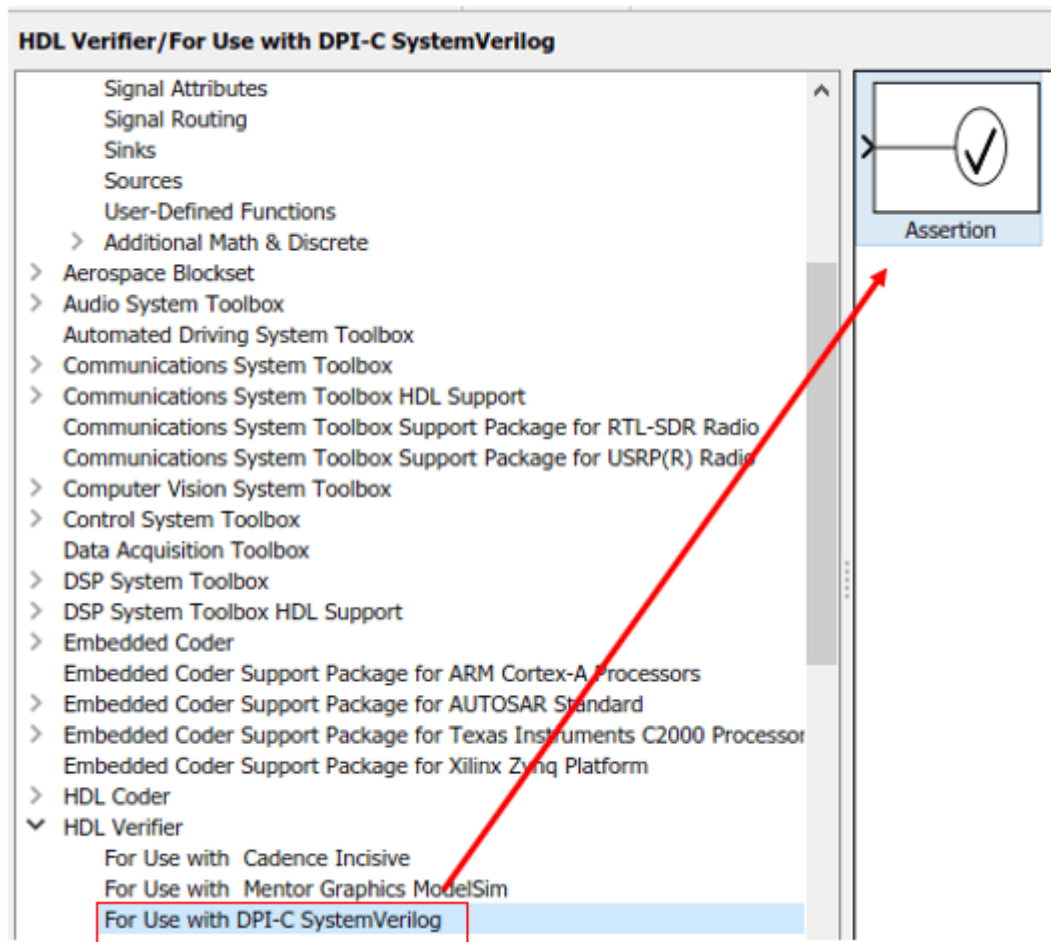 HDL Verifier/For Use with DPI-C SystemVerilog
Signal Attributes
Signal Routing
Sinks
Sources
User-Defined Functions
Additional Math & Discrete
Aerospace Blockset
Audio System Toolbox
Automated Driving System Toolbox
Communications System Toolbox
Communications System Toolbox HDL Support
Communications System Toolbox Support Package for RTL-SDR Radio
Communications System Toolbox Support Package for USRP(R) Radio
Computer Vision System Toolbox
Control System Toolbox
Data Acquisition Toolbox
DSP System Toolbox
DSP System Toolbox HDL Support
Embedded Coder
Embedded Coder Support Package for ARM Cortex-A Processors
Embedded Coder Support Package for AUTOSAR Standard
Embedded Coder Support Package for Texas Instruments C2000 Processor
Embedded Coder Support Package for Xilinx Zynq Platform
HDL Coder
HDL Verifier
For Use with Cadence Incisive
For Use with Mentor Graphics ModelSim
For Use with DPI-C SystemVerilog
Assertion